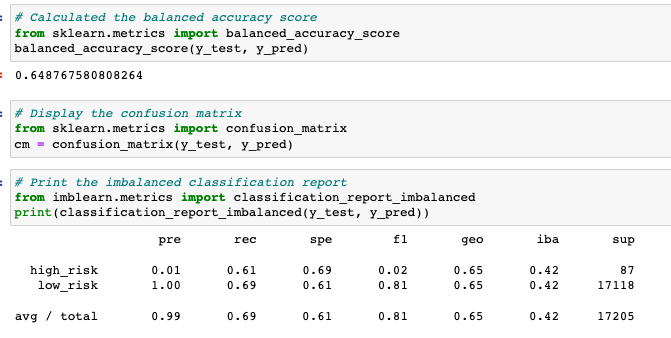 # Calculated the balanced accuracy score
from sklearn.metrics import balanced_accuracy_score
balanced_accuracy_score(y_test, y_pred)
0.648767580808264
# Display the confusion matrix
from sklearn.metrics import confusion_matrix
cm = confusion_matrix(y_test, y_pred)
# Print the imbalanced classification report
from imblearn.metrics import classification_report_imbalanced
print(classification_report_imbalanced(y_test, y_pred))
pre rec spe f1 geo iba sup
high_risk 0.01 0.61 0.69 0.02 0.65 0.42 87
low_risk 1.00 0.69 0.61 0.81 0.65 0.42 17118
avg / total 0.99 0.69 0.61 0.81 0.65 0.42 17205